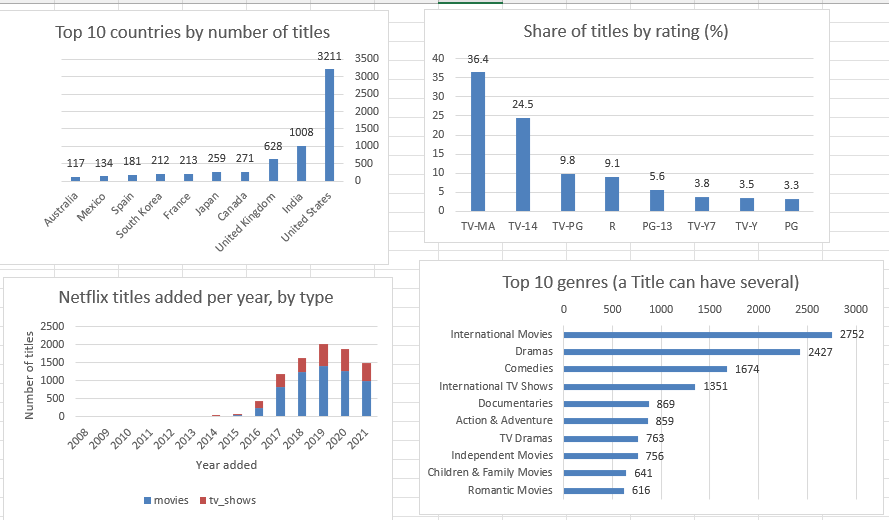 Top 10 countries by number of titles
3500
3000
2500
2000
1500
1000
500
0
117
134
181
212
213
259
271
628
1008
3211
Australia
Mexico
Spain
South Korea
France
Japan
Canada
United Kingdom
India
United States
Share of titles by rating (%)
40
35
30
25
20
15
10
5
0
36.4
24.5
9.8
9.1
5.6
3.8
3.5
3.3
TV-MA
TV-14
TV-PG
R
PG-13
TV-Y7
TV-Y
PG
Netflix titles added per year, by type
Number of titles
2500
2000
1500
1000
500
0
2008
2009
2010
2011
2012
2013
2014
2015
2016
2017
2018
2019
2020
2021
Year added
movies
tv_shows
Top 10 genres (a Title can have several)
0 500 1000 1500 2000 2500 3000
International Movies 2752
Dramas 2427
Comedies 1674
International TV Shows 1351
Documentaries 869
Action & Adventure 859
TV Dramas 763
Independent Movies 756
Children & Family Movies 641
Romantic Movies 616